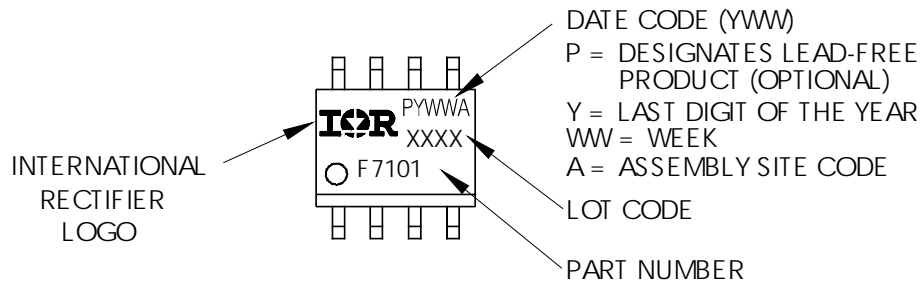 DATE CODE (YWW)
P = DESIGNATES LEAD-FREE
PRODUCT (OPTIONAL)
Y = LAST DIGIT OF THE YEAR
WW = WEEK
A = ASSEMBLY SITE CODE
LOT CODE
PART NUMBER
INTERNATIONAL
RECTIFIER
LOGO
PYWWA
IOR
XXXX
F7101